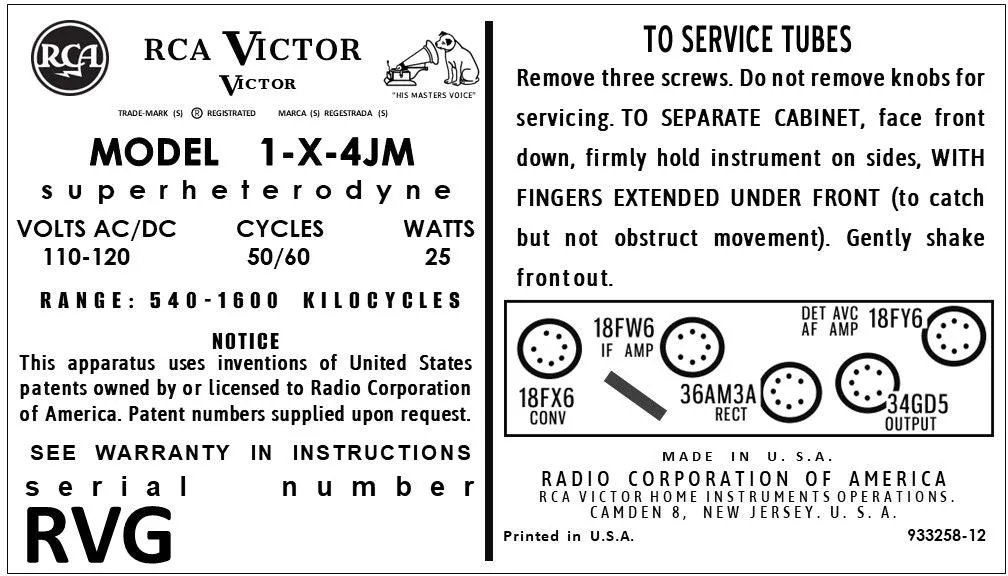 RCA
RCA VICTOR
VICTOR
"HIS MASTERS VOICE"
TRADE-MARK (S) ® REGISTRATED MARCA (S) REGESTRADA (S)
MODEL 1-X-4JM
superheterodyne
VOLTS AC/DC CYCLES WATTS
110-120 50/60 25
RANGE: 540-1600 KILOCYCLES
NOTICE
This apparatus uses inventions of United States
patents owned by or licensed to Radio Corporation
of America. Patent numbers supplied upon request.
SEE WARRANTY IN INSTRUCTIONS
serial number
RVG
TO SERVICE TUBES
Remove three screws. Do not remove knobs for
servicing. TO SEPARATE CABINET, face front
down, firmly hold instrument on sides, WITH
FINGERS EXTENDED UNDER FRONT (to catch
but not obstruct movement). Gently shake
front out.
18FX6
CONV
18FW6
IF AMP
36AM3A
RECT
DET AVC
AF AMP
18FY6
34GD5
OUTPUT
MADE IN U.S.A.
RADIO CORPORATION OF AMERICA
RCA VICTOR HOME INSTRUMENTS OPERATIONS.
CAMDEN 8, NEW JERSEY. U. S. A.
Printed in U.S.A. 933258-12